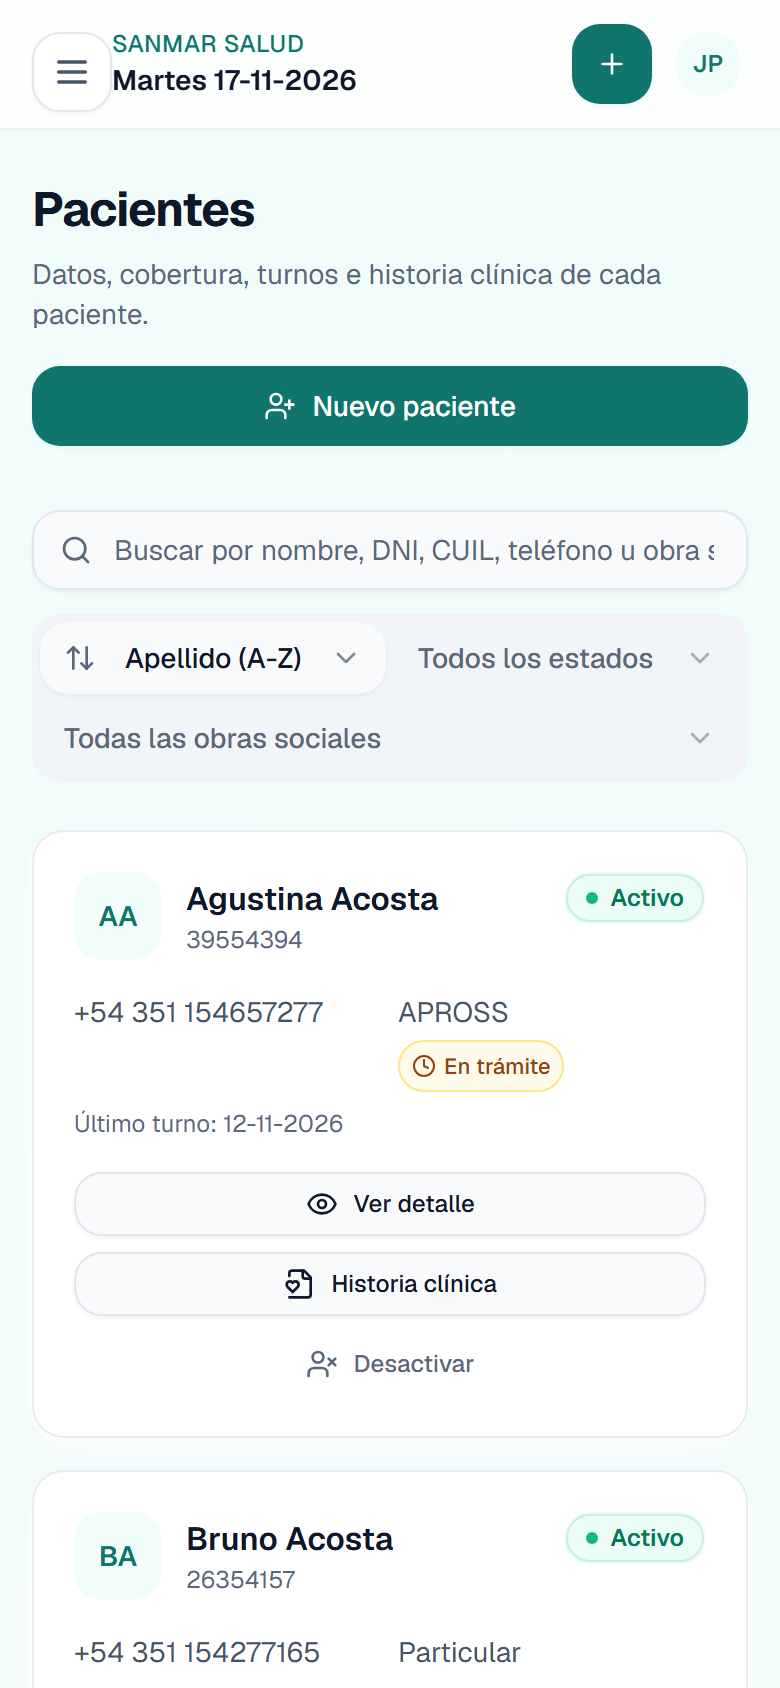 SANMAR SALUD
Martes 17-11-2026
JP
Pacientes
Datos, cobertura, turnos e historia clínica de cada
paciente.
Nuevo paciente
Buscar por nombre, DNI, CUIL, teléfono u obra s
Apellido (A-Z)
Todos los estados
Todas las obras sociales
AA
Agustina Acosta
Activo
39554394
+54 351 154657277
APROSS
En trámite
Último turno: 12-11-2026
Ver detalle
Historia clínica
Desactivar
BA
Bruno Acosta
Activo
26354157
+54 351 154277165
Particular